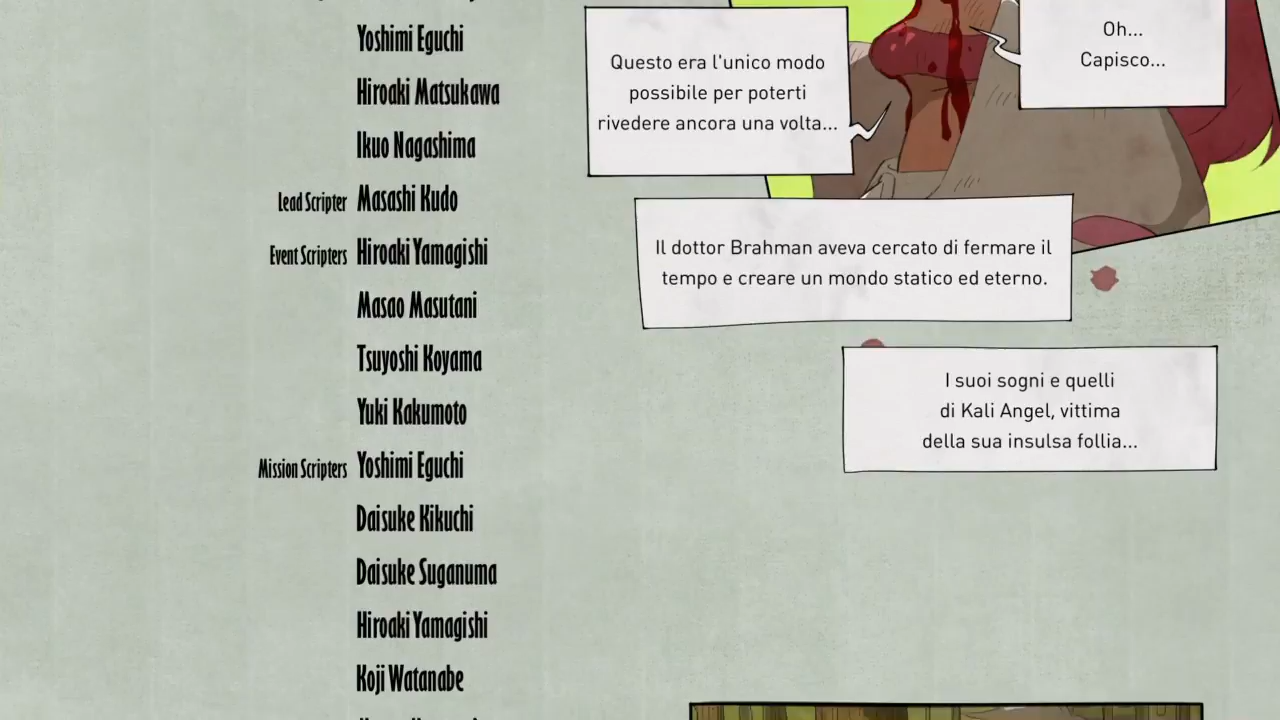 Yoshimi Eguchi
Hiroaki Matsukawa
Ikuo Nagashima
Lead Scripter Masashi Kudo
Event Scripters Hiroaki Yamagishi
Masao Masutani
Tsuyoshi Koyama
Yuki Kakumoto
Mission Scripters Yoshimi Eguchi
Daisuke Kikuchi
Daisuke Suganuma
Hiroaki Yamagishi
Koji Watanabe
Questo era l'unico modo
possibile per poterti
rivedere ancora una volta...
Oh...
Capisco...
Il dottor Brahman aveva cercato di fermare il
tempo e creare un mondo statico ed eterno.
I suoi sogni e quelli
di Kali Angel, vittima
della sua insulsa follia...